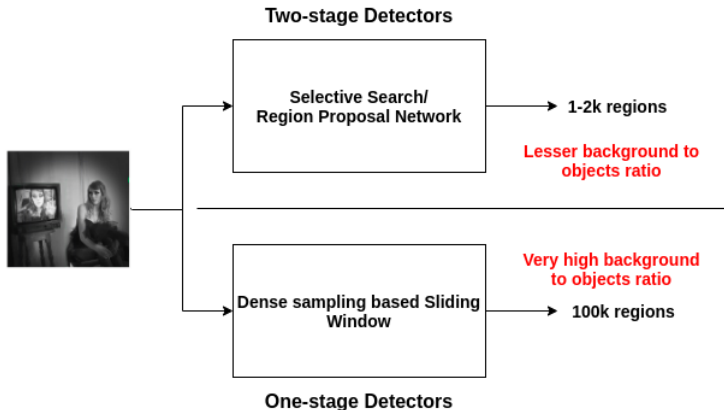 Two-stage Detectors
Selective Search/
Region Proposal Network
1-2k regions
Lesser background to
objects ratio
Very high background
to objects ratio
Dense sampling based Sliding
Window
100k regions
One-stage Detectors